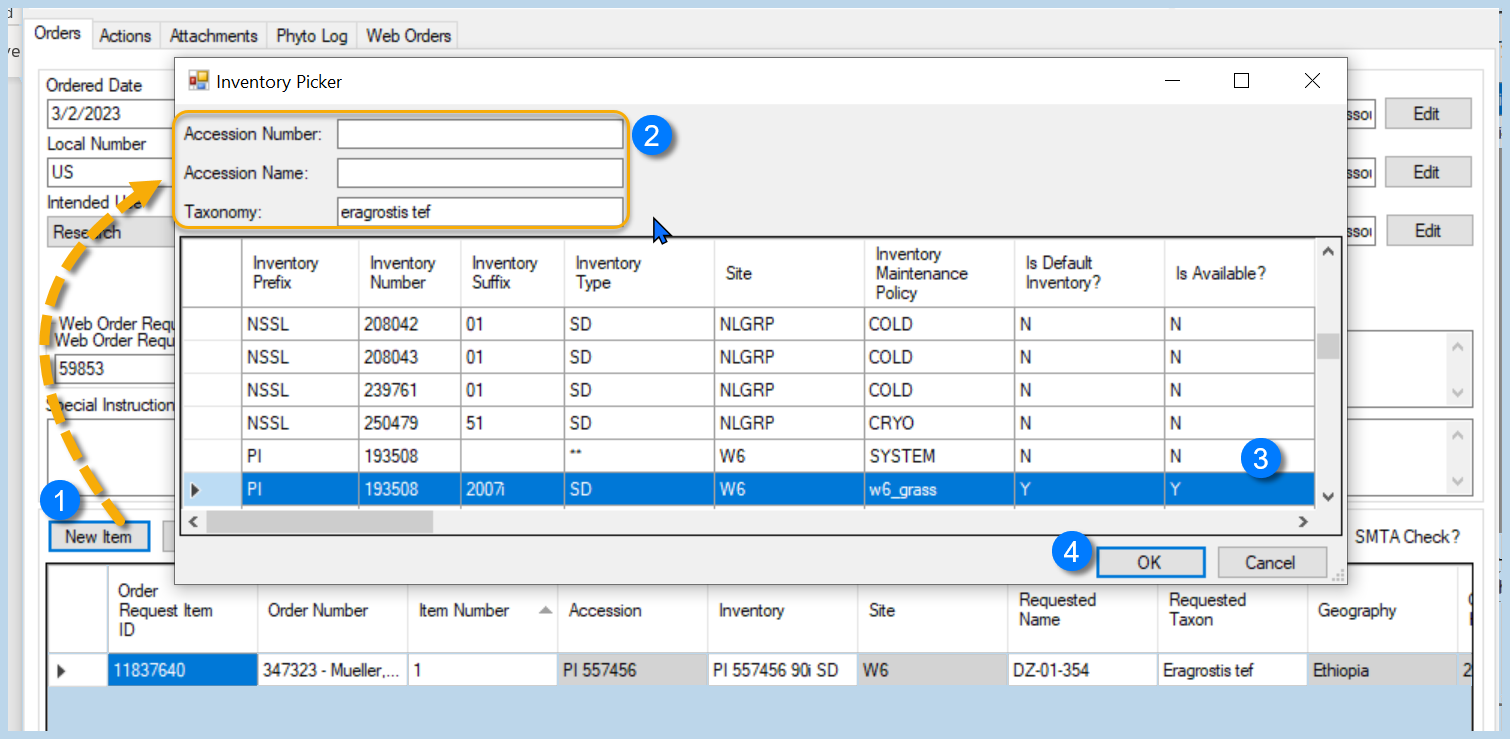 Orders Actions Attachments Phyto Log Web Orders
Ordered Date
3/2/2023
Local Number
US
Intended Use
Research
Web Order Requ
Web Order Requ
59853
Special Instruction
Inventory Picker
Accession Number:
Accession Name:
Taxonomy: eragrostis tef
2
Edit
Edit
Edit
Inventory Prefix Inventory Number Inventory Suffix Inventory Type Site Inventory Maintenance Policy Is Default Inventory? Is Available?
NSSL 208042 01 SD NLGRP COLD N N
NSSL 208043 01 SD NLGRP COLD N N
NSSL 239761 01 SD NLGRP COLD N N
NSSL 250479 51 SD NLGRP CRYO N N
PI 193508 ** W6 SYSTEM N N
PI 193508 2007i SD W6 w6_grass Y Y
3
1
New Item
4
OK Cancel
SMTA Check?
Order Request Item ID Order Number Item Number Accession Inventory Site Requested Name Requested Taxon Geography
11837640 347323 - Mueller,... 1 PI 557456 PI 557456 90i SD W6 DZ-01-354 Eragrostis tef Ethiopia 2